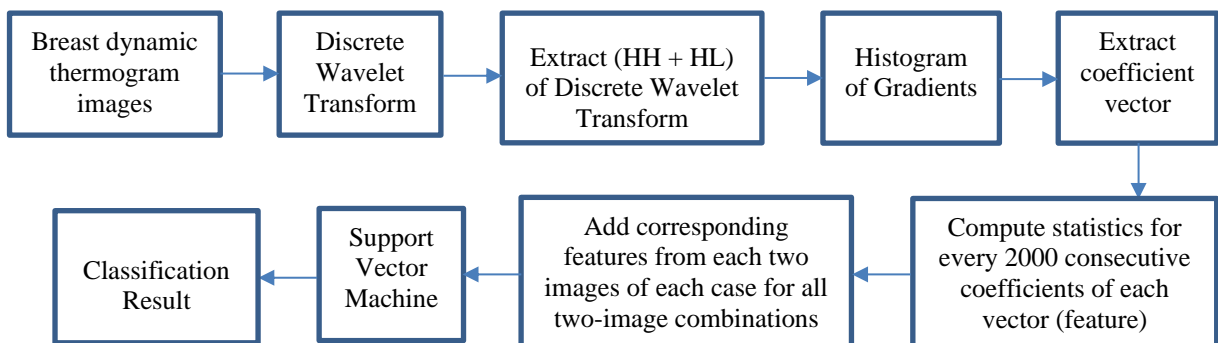 Breast dynamic
thermogram
images
Discrete
Wavelet
Transform
Extract (HH + HL)
of Discrete Wavelet
Transform
Histogram
of Gradients
Extract
coefficient
vector
Compute statistics for
every 2000 consecutive
coefficients of each
vector (feature)
Add corresponding
features from each two
images of each case for all
two-image combinations
Support
Vector
Machine
Classification
Result